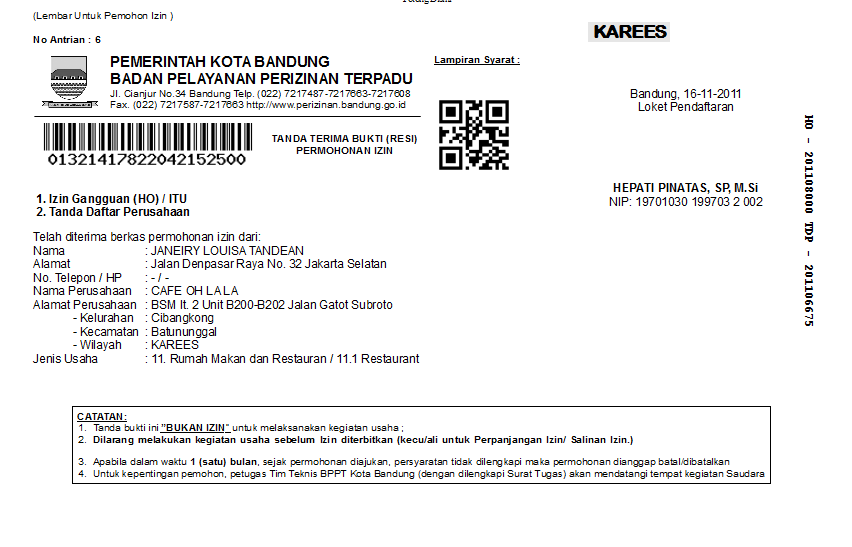 (Lembar Untuk Pemohon Izin )
No Antrian : 6
KAREES
PEMERINTAH KOTA BANDUNG
BADAN PELAYANAN PERIZINAN TERPADU
Jl. Cianjur No.34 Bandung Telp. (022) 7217487-7217663-7217608
Fax. (022) 7217587-7217663 http://www.perizinan.bandung.go.id
Lampiran Syarat :
Bandung, 16-11-2011
Loket Pendaftaran
01321417822042152500
TANDA TERIMA BUKTI (RESI)
PERMOHONAN IZIN
HEPATI PINATAS, SP, M.Si
NIP: 19701030 199703 2 002
HO - 201108000 TDP - 201106675
1. Izin Gangguan (HO) / ITU
2. Tanda Daftar Perusahaan
Telah diterima berkas permohonan izin dari:
Nama : JANEIRY LOUISA TANDEAN
Alamat : Jalan Denpasar Raya No. 32 Jakarta Selatan
No. Telepon / HP : - / -
Nama Perusahaan : CAFE OH LA LA
Alamat Perusahaan : BSM lt. 2 Unit B200-B202 Jalan Gatot Subroto
- Kelurahan : Cibangkong
- Kecamatan : Batununggal
- Wilayah : KAREES
Jenis Usaha : 11. Rumah Makan dan Restauran / 11.1 Restaurant
CATATAN:
1. Tanda bukti ini "BUKAN IZIN" untuk melaksanakan kegiatan usaha ;
2. Dilarang melakukan kegiatan usaha sebelum Izin diterbitkan (kecu/ali untuk Perpanjangan Izin/ Salinan Izin.)
3. Apabila dalam waktu 1 (satu) bulan, sejak permohonan diajukan, persyaratan tidak dilengkapi maka permohonan dianggap batal/dibatalkan
4. Untuk kepentingan pemohon, petugas Tim Teknis BPPT Kota Bandung (dengan dilengkapi Surat Tugas) akan mendatangi tempat kegiatan Saudara